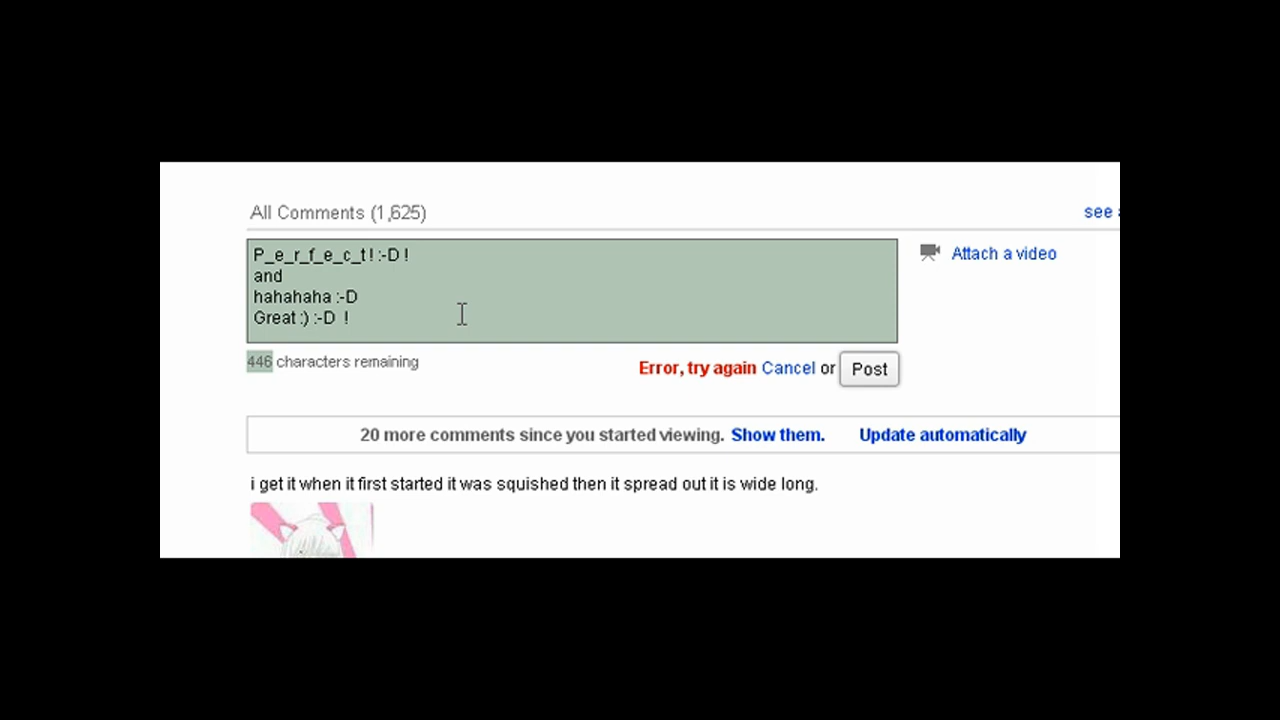 All Comments (1,625)
see
P_e_r_f_e_c_t ! :-D !
and
hahahaha :-D
Great :) :-D  !
Attach a video
446 characters remaining
Error, try again Cancel or Post
20 more comments since you started viewing. Show them. Update automatically
i get it when it first started it was squished then it spread out it is wide long.